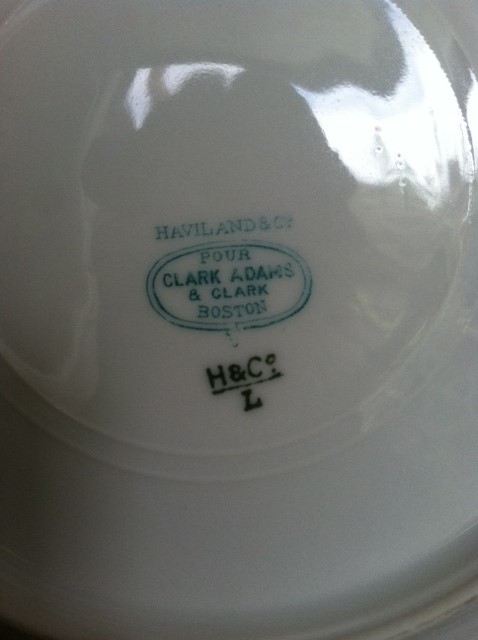 HAVILAND & Co
POUR
CLARK ADAMS
& CLARK
BOSTON
H&Co
L